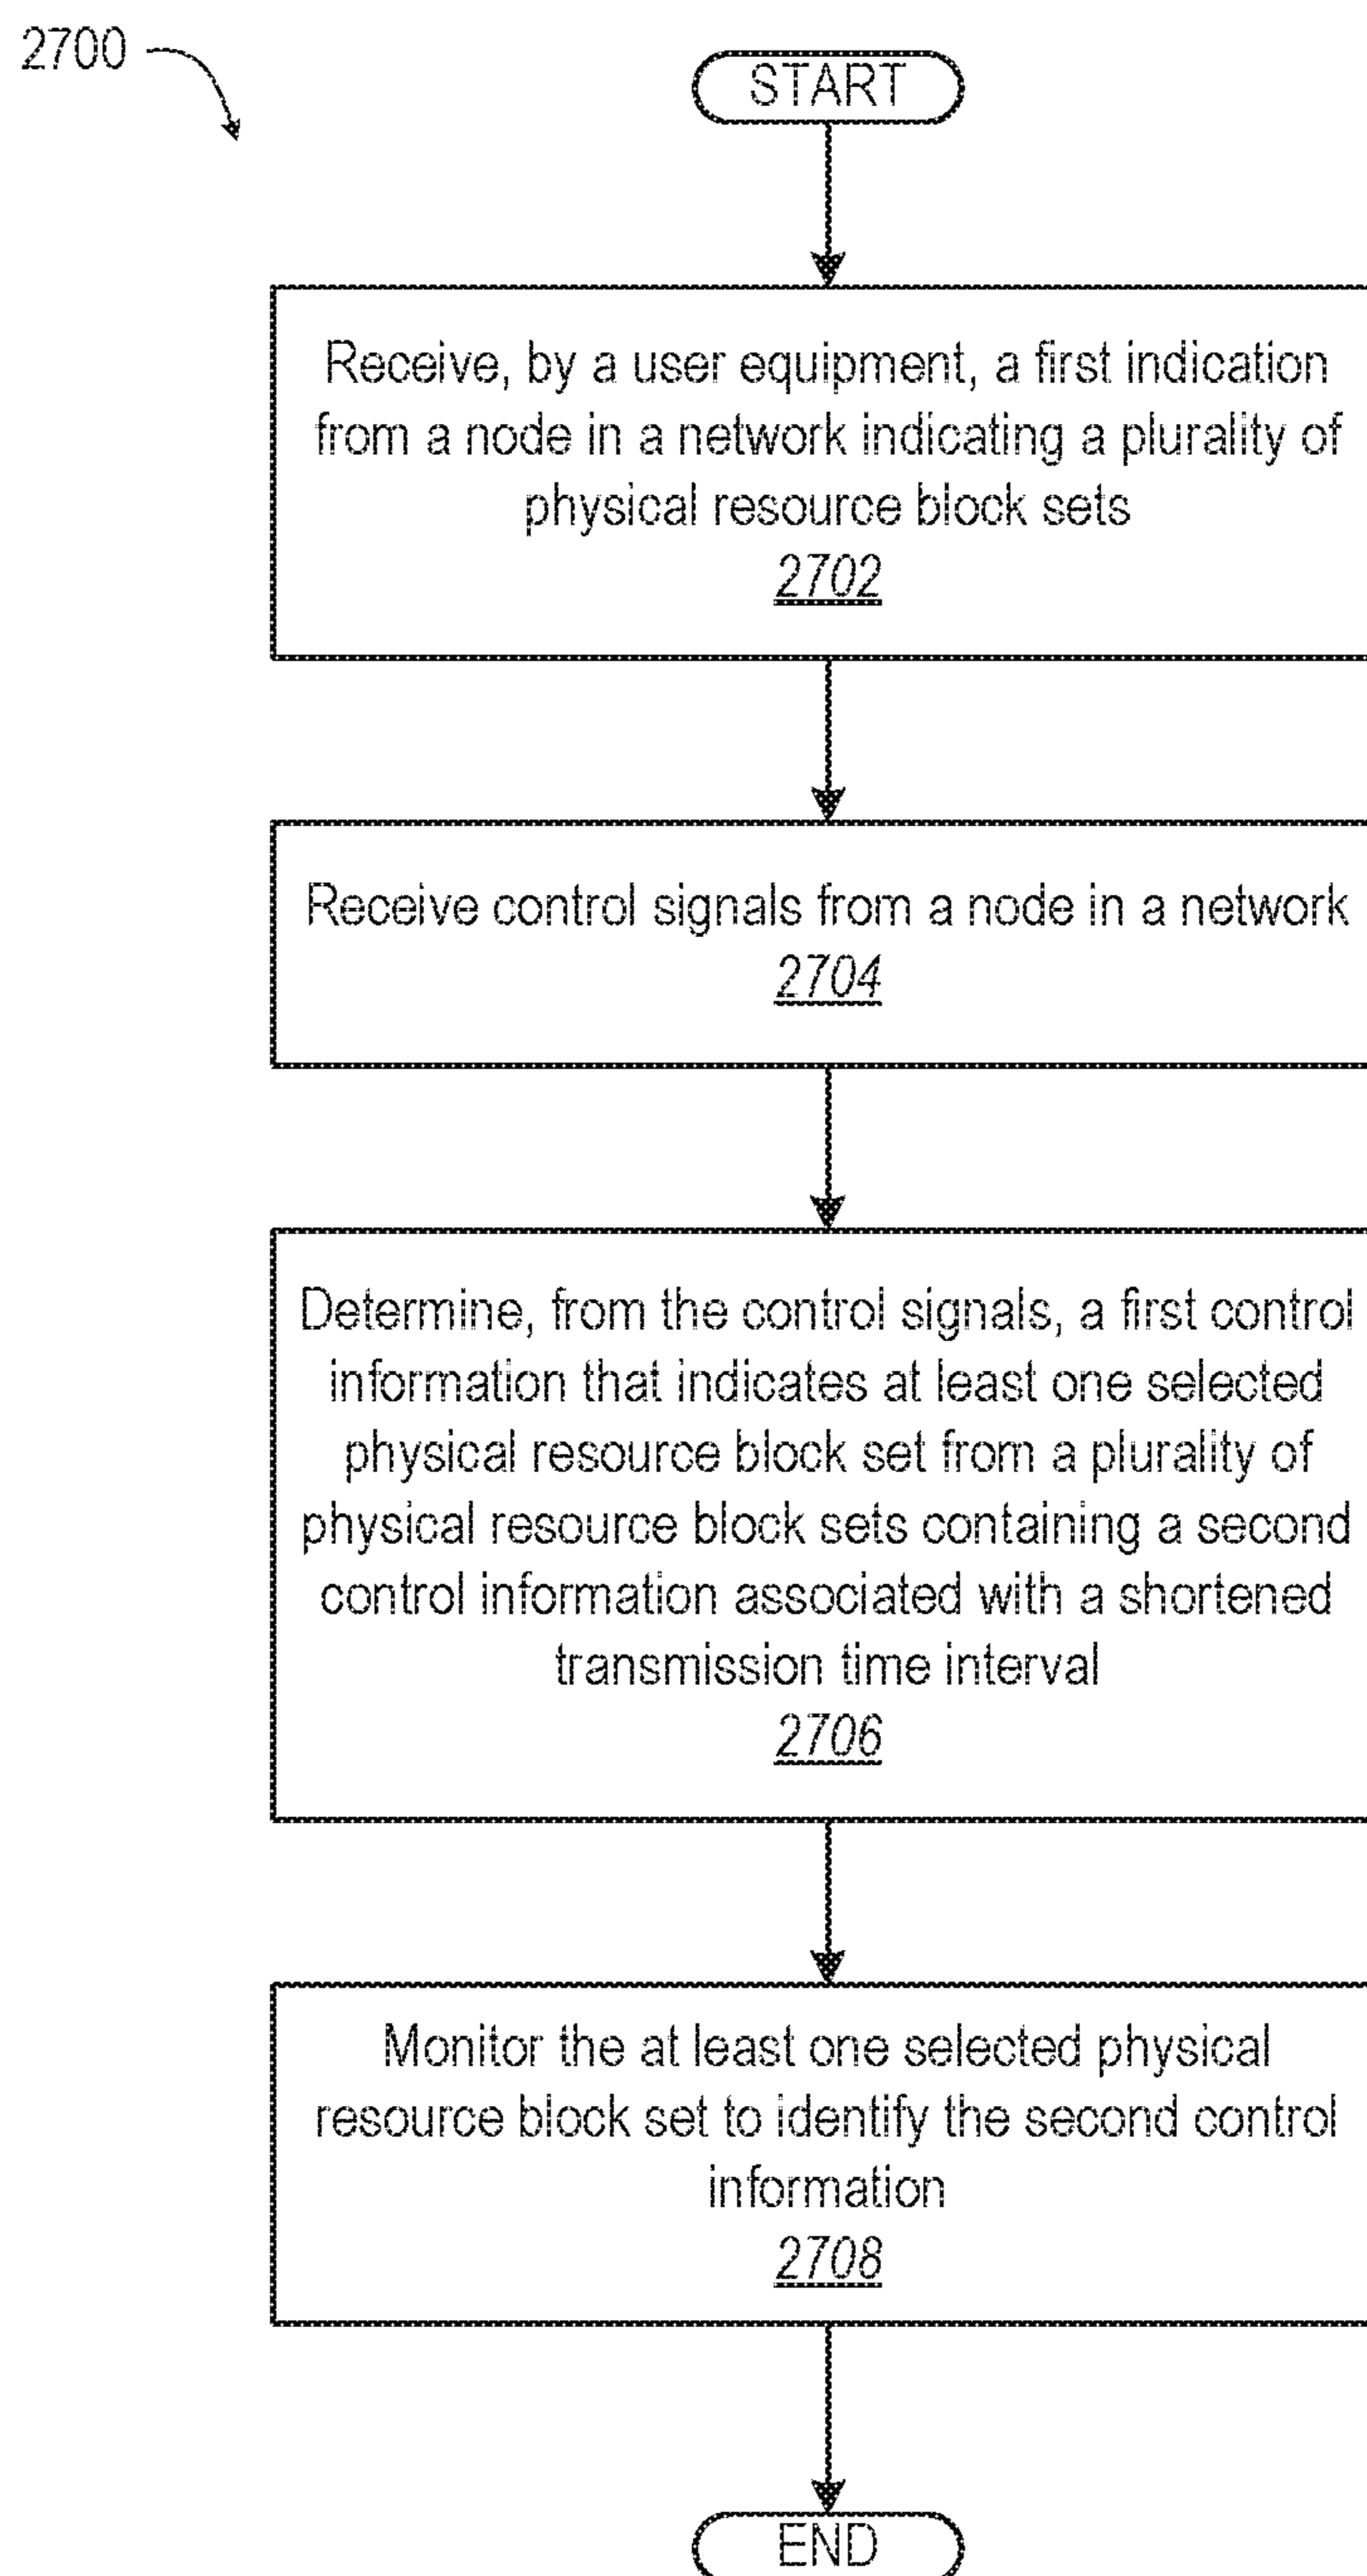 2700
START
Receive, by a user equipment, a first indication
from a node in a network indicating a plurality of
physical resource block sets
2702
Receive control signals from a node in a network
2704
Determine, from the control signals, a first control
information that indicates at least one selected
physical resource block set from a plurality of
physical resource block sets containing a second
control information associated with a shortened
transmission time interval
2706
Monitor the at least one selected physical
resource block set to identify the second control
information
2708
END